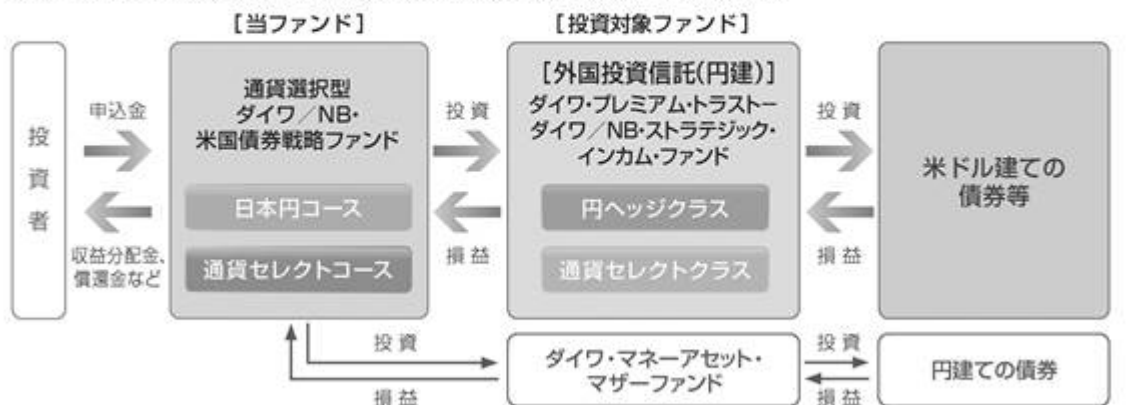 [当ファンド]
[投資対象ファンド]
投資者
申込金
収益分配金、
償還金など
通貨選択型
ダイワ／NB・
米国債券戦略ファンド
日本円コース
通貨セレクトコース
投資
損益
[外国投資信託(円建)]
ダイワ・プレミアム・トラストー
ダイワ／NB・ストラテジック・
インカム・ファンド
円ヘッジクラス
通貨セレクトクラス
投資
損益
米ドル建ての
債券等
投資
損益
ダイワ・マネーアセット・
マザーファンド
投資
損益
円建ての債券